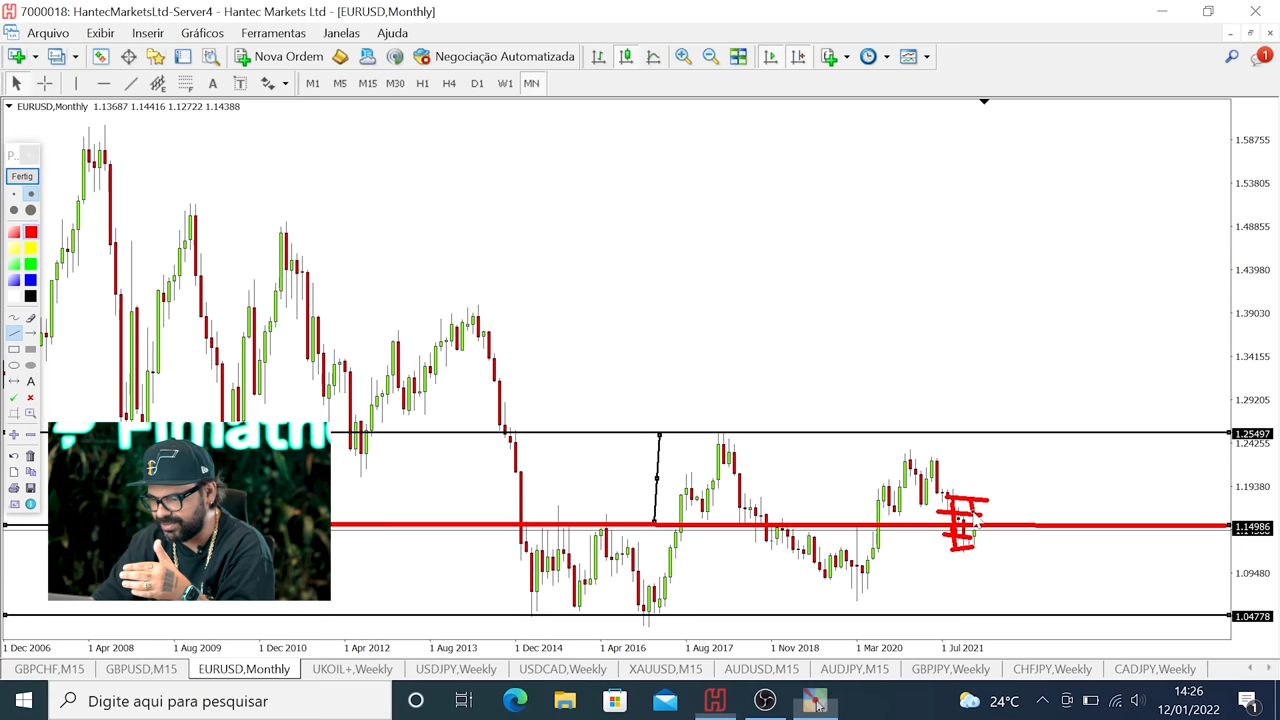 7000018: HantecMarketsLtd-Server4 - Hantec Markets Ltd - [EURUSD,Monthly]
Arquivo Exibir Inserir Gráficos Ferramentas Janelas Ajuda
Nova Ordem Negociação Automatizada 1
A T M1 M5 M15 M30 H1 H4 D1 W1 MN
EURUSD,Monthly 1.13687 1.14416 1.12722 1.14388
P..
Fertig
A
1.58755
1.53805
1.48855
1.43980
1.39030
1.34155
1.29205
1.25497
1.24255
1.19380
1.14986
1.09480
1.04778
1 Dec 2006 1 Apr 2008 1 Aug 2009 1 Dec 2010 1 Apr 2012 1 Aug 2013 1 Dec 2014 1 Apr 2016 1 Aug 2017 1 Nov 2018 1 Mar 2020 1 Jul 2021
GBPCHF,M15 GBPUSD,M15 EURUSD,Monthly UKOIL+,Weekly USDJPY,Weekly USDCAD,Weekly XAUUSD,M15 AUDUSD,M15 AUDJPY,M15 GBPJPY,Weekly CHFJPY,Weekly CADJPY,Weekly
Digite aqui para pesquisar
24°C
14:26
12/01/2022
1